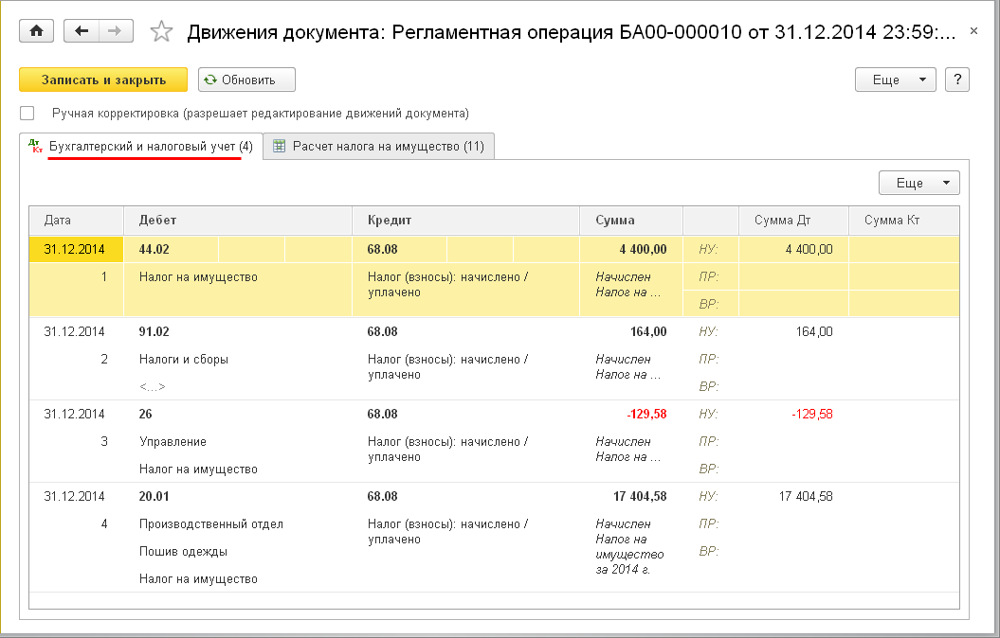 Движения документа: Регламентная операция БА00-000010 от 31.12.2014 23:59:...
Записать и закрыть Обновить Еще ?
Ручная корректировка (разрешает редактирование движений документа)
Дт Кт Бухгалтерский и налоговый учет (4) Расчет налога на имущество (11)
Еще
Дата Дебет Кредит Сумма Сумма Дт Сумма Кт
31.12.2014 44.02 68.08 4 400,00 НУ: 4 400,00
1 Налог на имущество Налог (взносы): начислено / Начислен ПР:
уплачено Налог на ...
ВР:
31.12.2014 91.02 68.08 164,00 НУ: 164,00
2 Налоги и сборы Налог (взносы): начислено / Начислен ПР:
уплачено Налог на ...
<...> ВР:
31.12.2014 26 68.08 -129,58 НУ: -129,58
3 Управление Налог (взносы): начислено / Начислен ПР:
уплачено Налог на ...
Налог на имущество ВР:
31.12.2014 20.01 68.08 17 404,58 НУ: 17 404,58
4 Производственный отдел Налог (взносы): начислено / Начислен ПР:
уплачено Налог на
Пошив одежды имущество ВР:
за 2014 г.
Налог на имущество